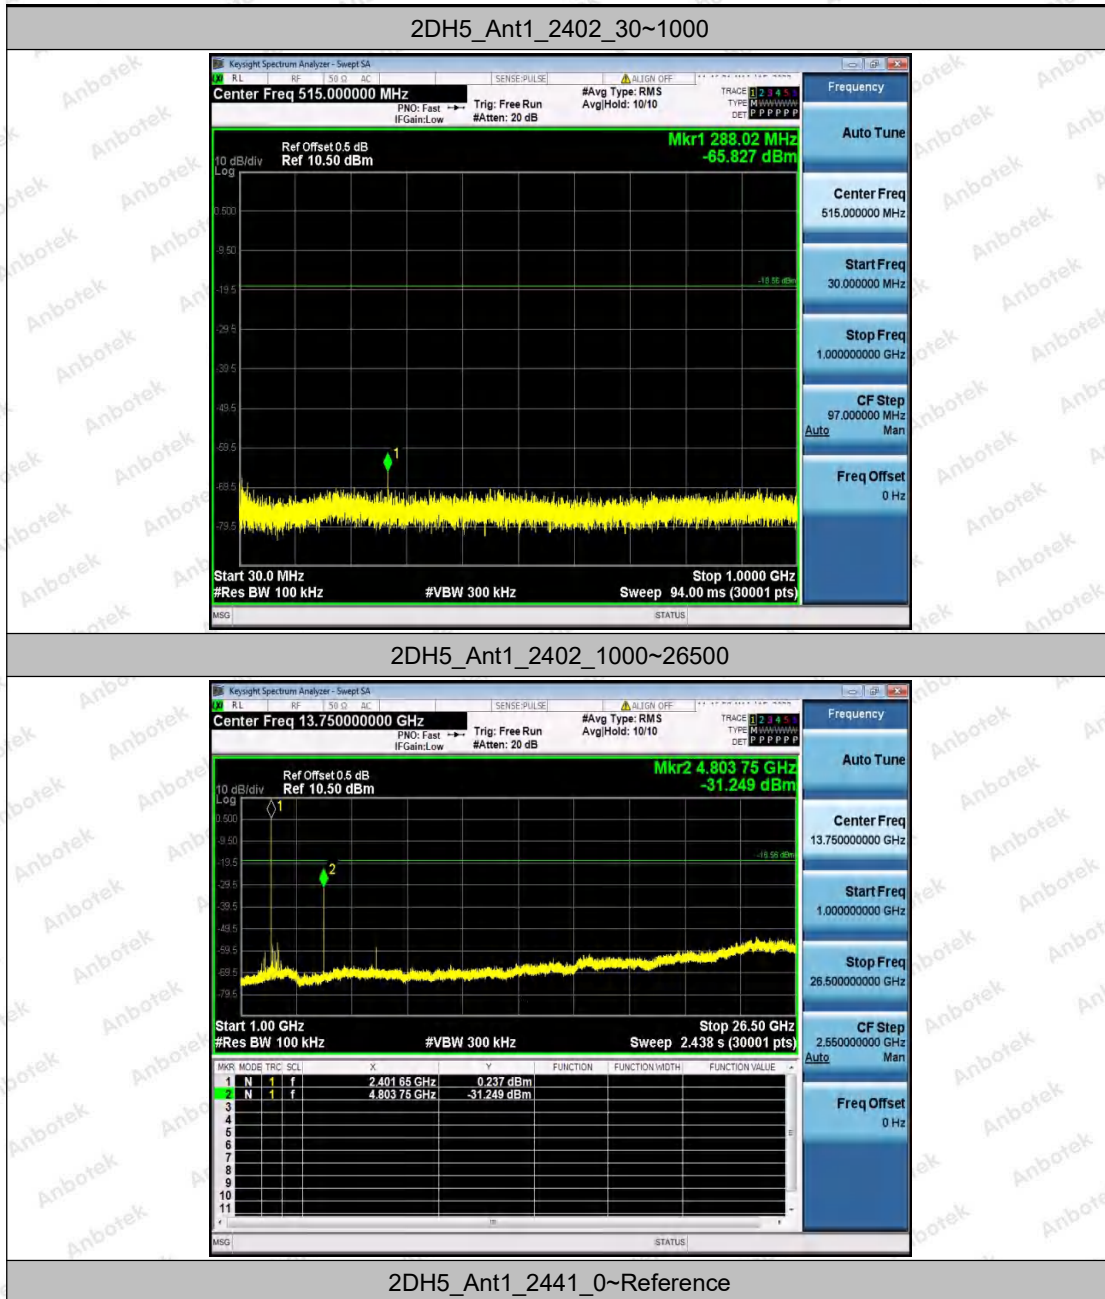 2DH5_Ant1_2402_30~1000
Keysight Spectrum Analyzer - Swept SA
RL RF 50 Ω AC SENSE:PULSE ALIGN OFF
Center Freq 515.000000 MHz #Avg Type: RMS TRACE 1 2 3 4 5 6
PNO: Fast Trig: Free Run Avg|Hold: 10/10 TYPE M W W W W W
IFGain:Low #Atten: 20 dB DET P P P P P P
Mkr1 288.02 MHz
-65.827 dBm
Ref Offset 0.5 dB
10 dB/div Ref 10.50 dBm
Log
0.500
-9.50
-19.5
-29.5
-39.5
-49.5
-59.5
-69.5
-79.5
1
Start 30.0 MHz Stop 1.0000 GHz
#Res BW 100 kHz #VBW 300 kHz Sweep 94.00 ms (30001 pts)
MSG STATUS
Frequency
Auto Tune
Center Freq
515.000000 MHz
Start Freq
30.000000 MHz
Stop Freq
1.000000000 GHz
CF Step
97.000000 MHz
Auto Man
Freq Offset
0 Hz
2DH5_Ant1_2402_1000~26500
Keysight Spectrum Analyzer - Swept SA
RL RF 50 Ω AC SENSE:PULSE ALIGN OFF
Center Freq 13.750000000 GHz #Avg Type: RMS TRACE 1 2 3 4 5 6
PNO: Fast Trig: Free Run Avg|Hold: 10/10 TYPE M W W W W W
IFGain:Low #Atten: 20 dB DET P P P P P P
Mkr2 4.803 75 GHz
-31.249 dBm
Ref Offset 0.5 dB
10 dB/div Ref 10.50 dBm
Log
0.500
-9.50
-19.5
-29.5
-39.5
-49.5
-59.5
-69.5
-79.5
1
2
Start 1.00 GHz Stop 26.50 GHz
#Res BW 100 kHz #VBW 300 kHz Sweep 2.438 s (30001 pts)
MKR MODE TRC SCL X Y FUNCTION FUNCTION WIDTH FUNCTION VALUE
1 N 1 f 2.401 65 GHz 0.237 dBm
2 N 1 f 4.803 75 GHz -31.249 dBm
3
4
5
6
7
8
9
10
11
MSG STATUS
Frequency
Auto Tune
Center Freq
13.750000000 GHz
Start Freq
1.000000000 GHz
Stop Freq
26.500000000 GHz
CF Step
2.550000000 GHz
Auto Man
Freq Offset
0 Hz
2DH5_Ant1_2441_0~Reference
Anbotek